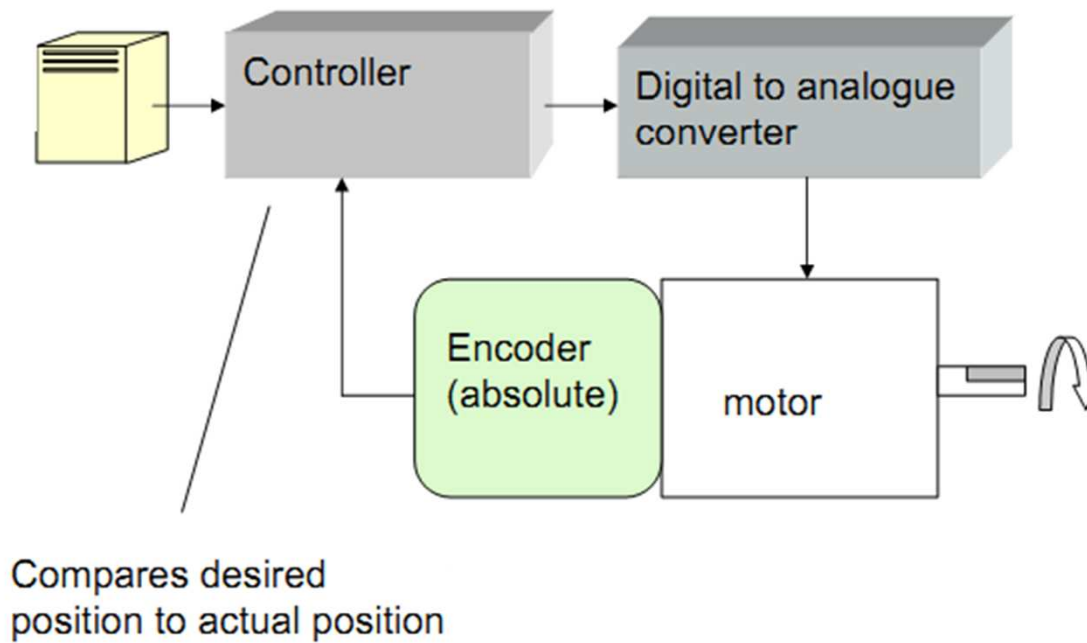 Controller
Digital to analogue
converter
Encoder
(absolute)
motor
Compares desired
position to actual position